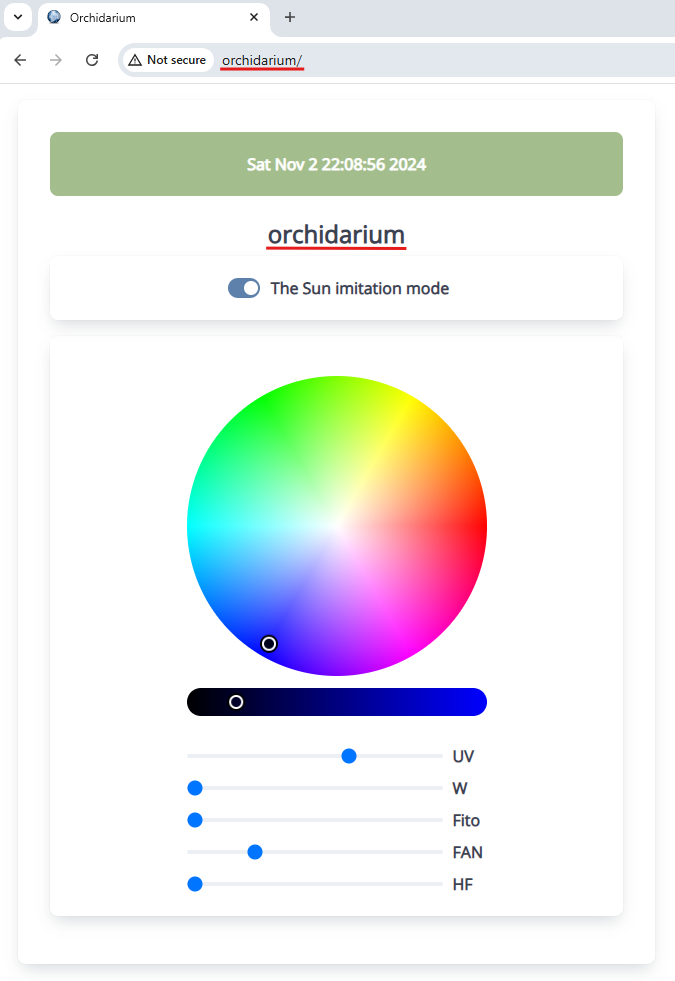 Orchidarium
Not secure
orchidarium/
Sat Nov 2 22:08:56 2024
orchidarium
The Sun imitation mode
UV
W
Fito
FAN
HF